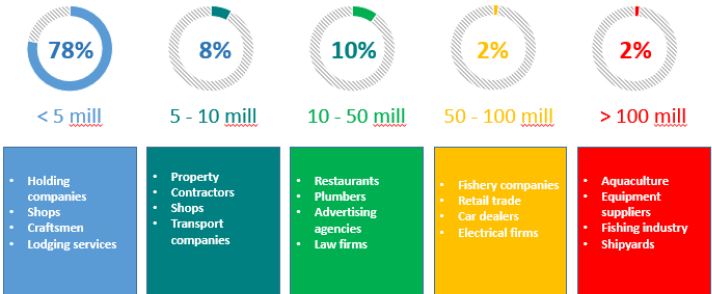 78%
8%
10%
2%
2%
< 5 mill
5 - 10 mill
10 - 50 mill
50 - 100 mill
> 100 mill
• Holding
companies
• Shops
• Craftsmen
• Lodging services
• Property
• Contractors
• Shops
• Transport
companies
• Restaurants
• Plumbers
• Advertising
agencies
• Law firms
• Fishery companies
• Retail trade
• Car dealers
• Electrical firms
• Aquaculture
• Equipment
suppliers
• Fishing industry
• Shipyards